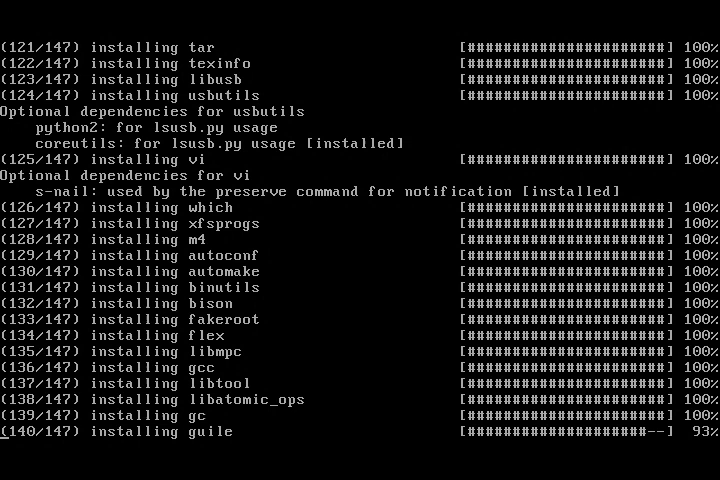 (121/147) installing tar [######################] 100%
(122/147) installing texinfo [######################] 100%
(123/147) installing libusb [######################] 100%
(124/147) installing usbutils [######################] 100%
Optional dependencies for usbutils
    python2: for lsusb.py usage
    coreutils: for lsusb.py usage [installed]
(125/147) installing vi [######################] 100%
Optional dependencies for vi
    s-nail: used by the preserve command for notification [installed]
(126/147) installing which [######################] 100%
(127/147) installing xfsprogs [######################] 100%
(128/147) installing m4 [######################] 100%
(129/147) installing autoconf [######################] 100%
(130/147) installing automake [######################] 100%
(131/147) installing binutils [######################] 100%
(132/147) installing bison [######################] 100%
(133/147) installing fakeroot [######################] 100%
(134/147) installing flex [######################] 100%
(135/147) installing libmpc [######################] 100%
(136/147) installing gcc [######################] 100%
(137/147) installing libtool [######################] 100%
(138/147) installing libatomic_ops [######################] 100%
(139/147) installing gc [######################] 100%
(140/147) installing guile [####################--] 93%